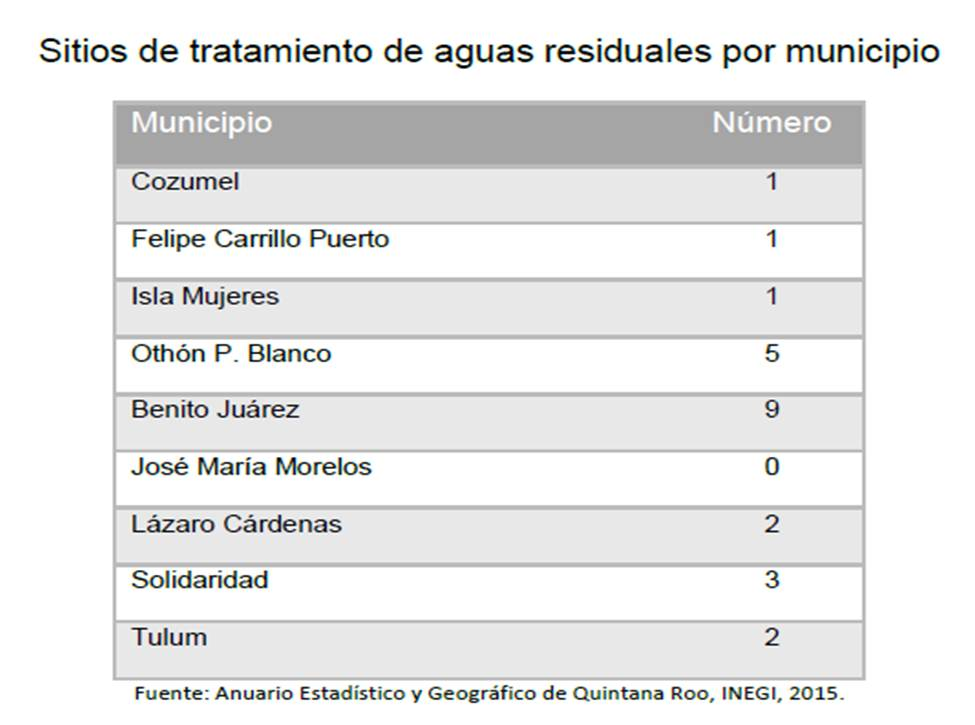 Sitios de tratamiento de aguas residuales por municipio
Municipio Número
Cozumel 1
Felipe Carrillo Puerto 1
Isla Mujeres 1
Othón P. Blanco 5
Benito Juárez 9
José María Morelos 0
Lázaro Cárdenas 2
Solidaridad 3
Tulum 2
Fuente: Anuario Estadístico y Geográfico de Quintana Roo, INEGI, 2015.